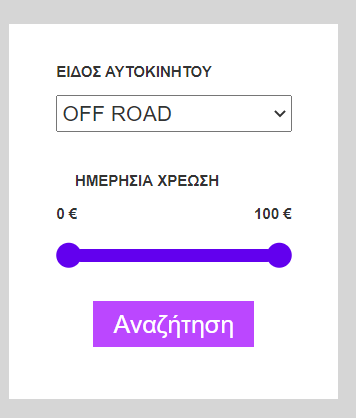 ΕΙΔΟΣ ΑΥΤΟΚΙΝΗΤΟΥ
OFF ROAD
ΗΜΕΡΗΣΙΑ ΧΡΕΩΣΗ
0 € 100 €
Αναζήτηση